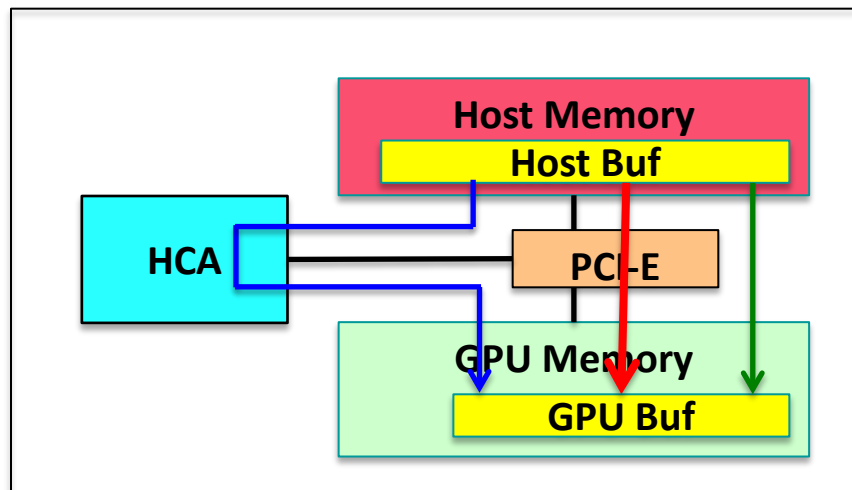 Host Memory
Host Buf
HCA
PCI-E
GPU Memory
GPU Buf